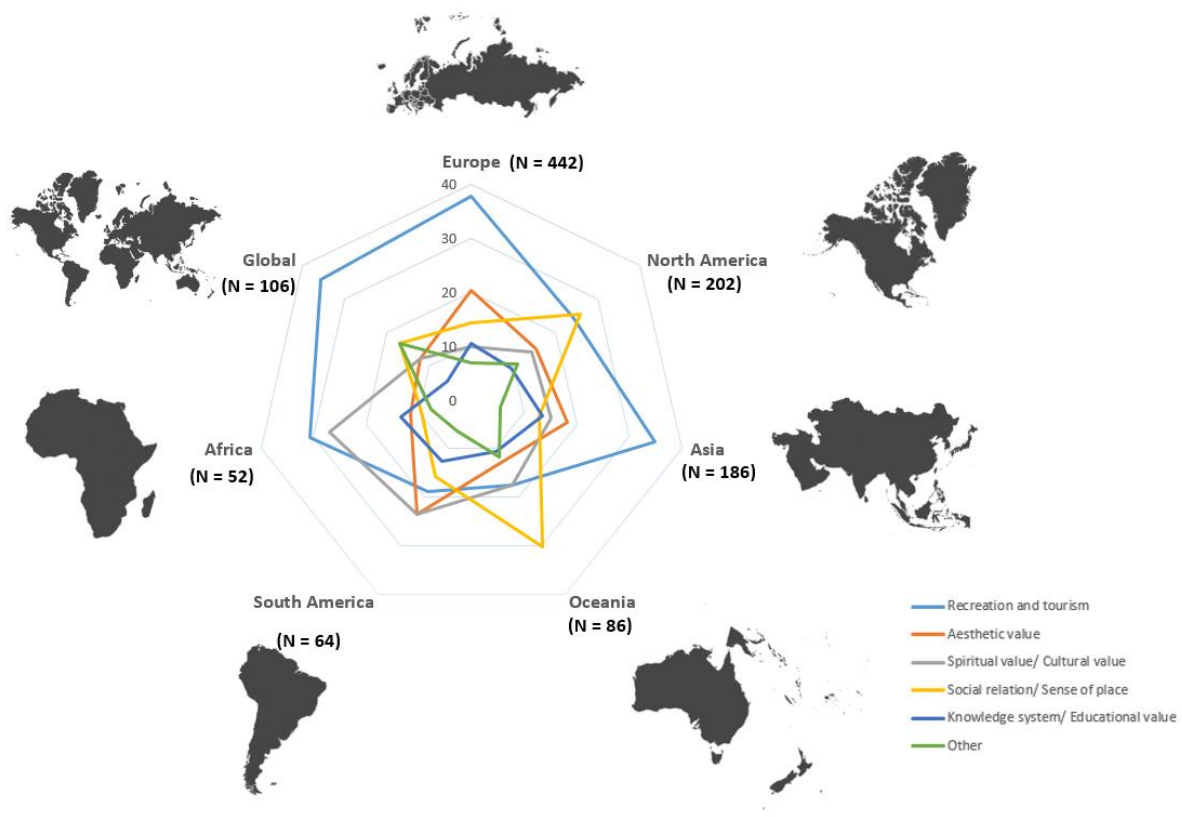 Europe (N = 442)
40
30
20
10
0
Global
(N = 106)
North America
(N = 202)
Africa
(N = 52)
Asia
(N = 186)
South America
(N = 64)
Oceania
(N = 86)
Recreation and tourism
Aesthetic value
Spiritual value/ Cultural value
Social relation/ Sense of place
Knowledge system/ Educational value
Other